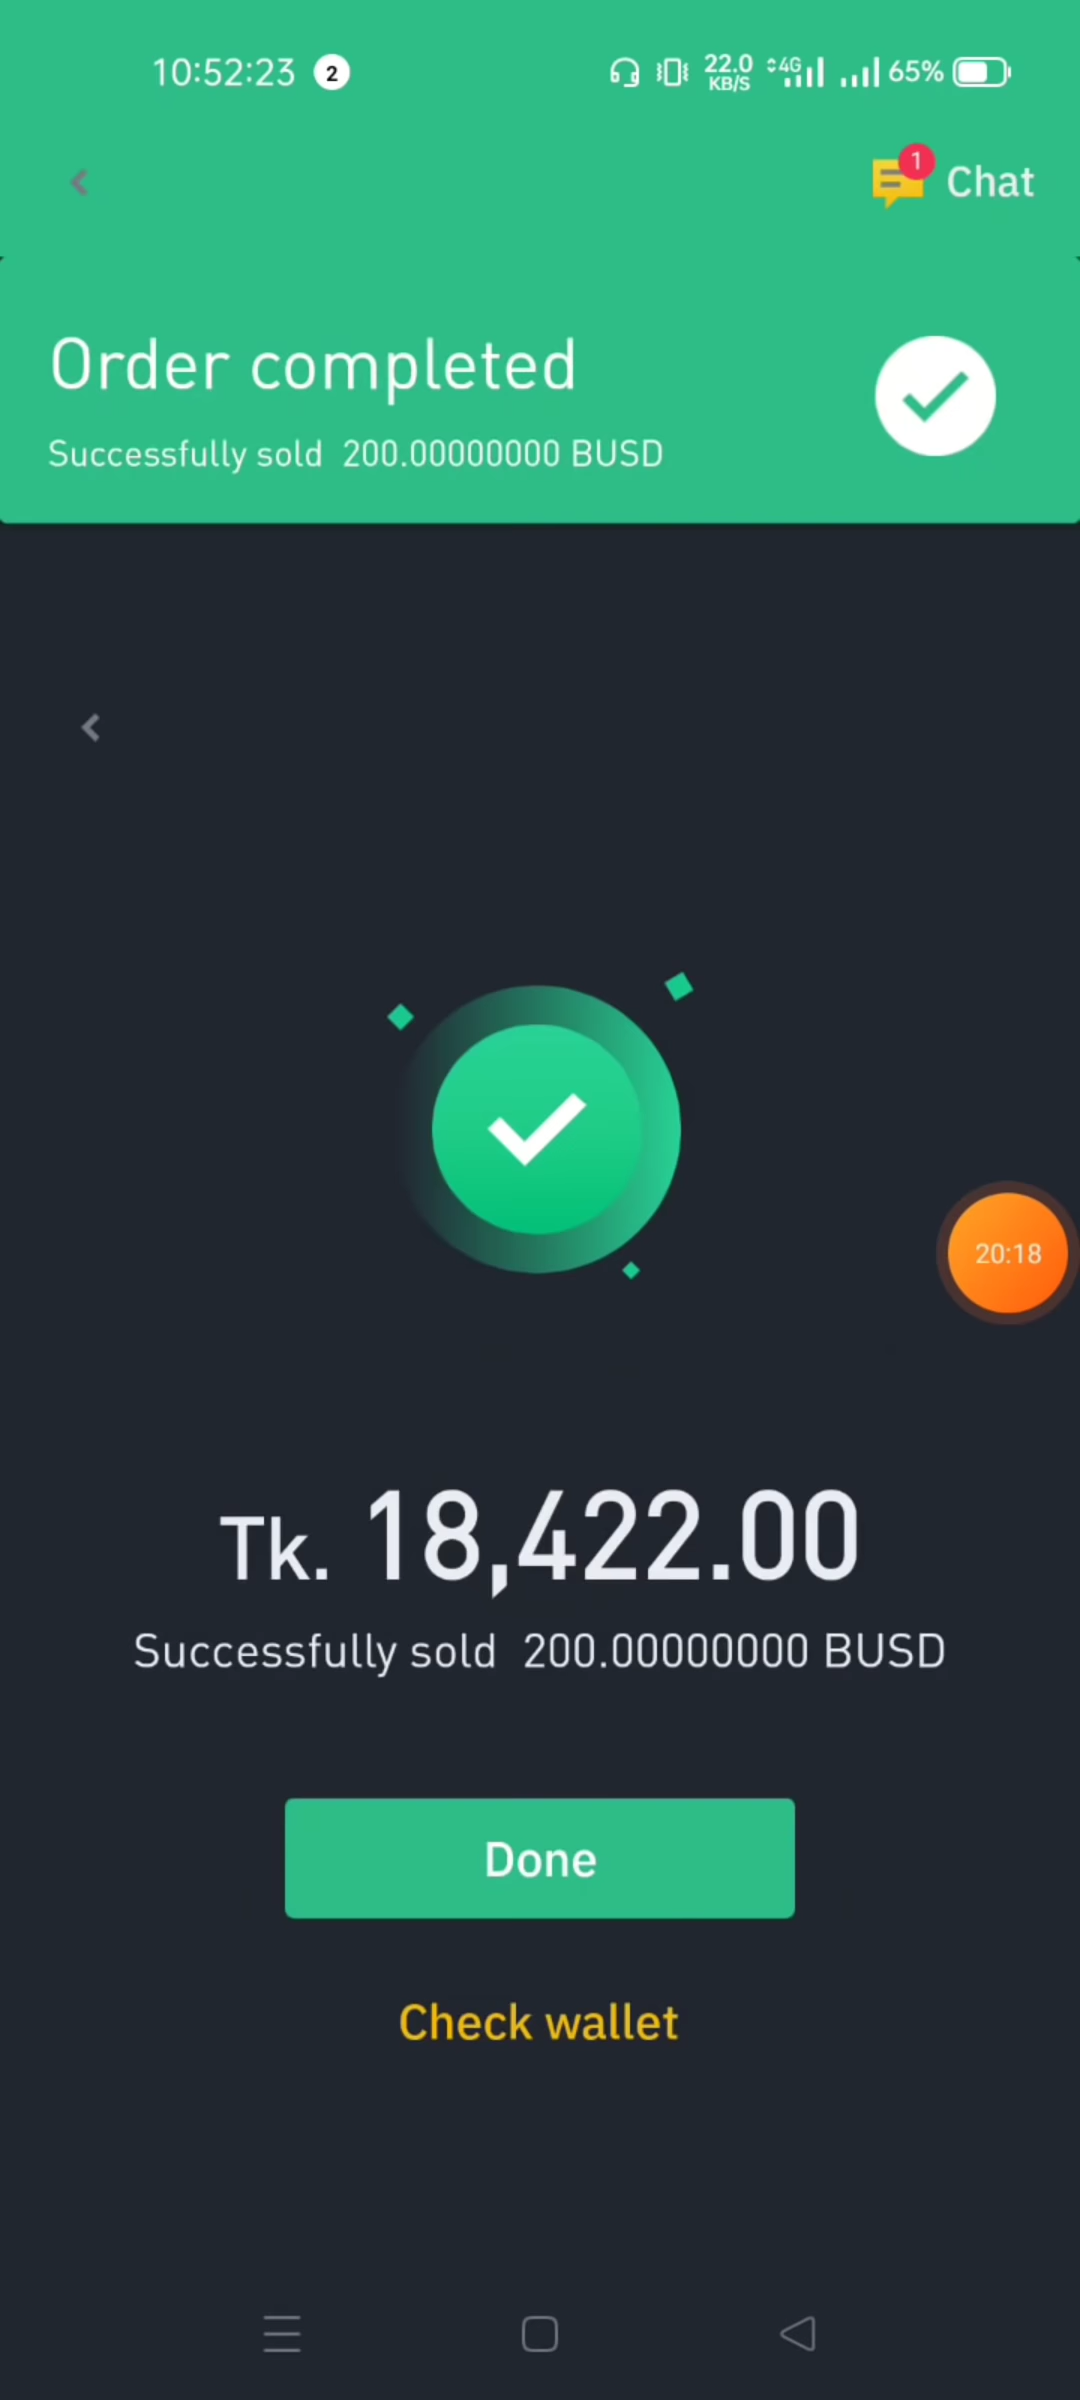 10:52:23 2 22.0 KB/S 4G 65%
1 Chat
Order completed
Successfully sold 200.00000000 BUSD
20:18
Tk. 18,422.00
Successfully sold 200.00000000 BUSD
Done
Check wallet